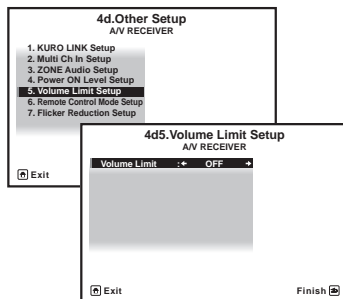 4d.Other Setup
A/V RECEIVER
1. KURO LINK Setup
2. Multi Ch In Setup
3. ZONE Audio Setup
4. Power ON Level Setup
5. Volume Limit Setup
6. Remote Control Mode Setup
7. Flicker Reduction Setup
Exit
4d5.Volume Limit Setup
A/V RECEIVER
Volume Limit : OFF
Exit Finish